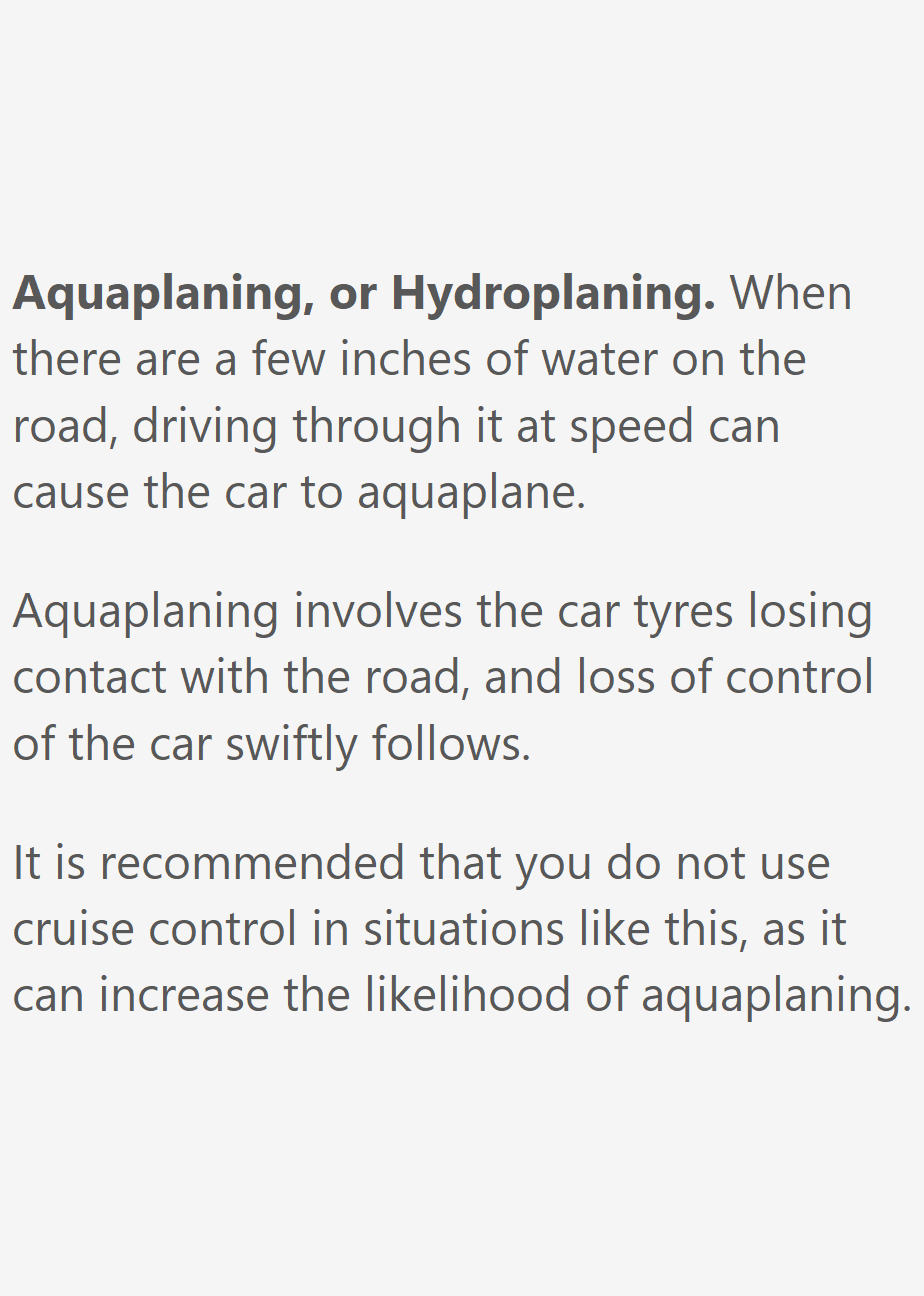 Aquaplaning, or Hydroplaning. When
there are a few inches of water on the
road, driving through it at speed can
cause the car to aquaplane.
Aquaplaning involves the car tyres losing
contact with the road, and loss of control
of the car swiftly follows.
It is recommended that you do not use
cruise control in situations like this, as it
can increase the likelihood of aquaplaning.